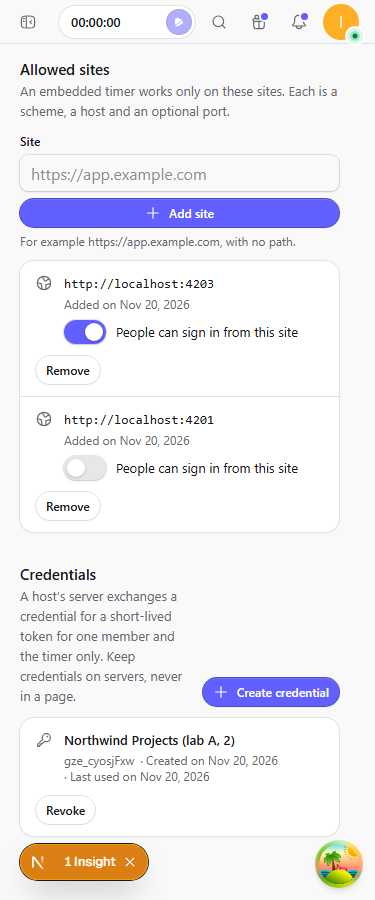 00:00:00
I
Allowed sites
An embedded timer works only on these sites. Each is a
scheme, a host and an optional port.
Site
https://app.example.com
Add site
For example https://app.example.com, with no path.
http://localhost:4203
Added on Nov 20, 2026
People can sign in from this site
Remove
http://localhost:4201
Added on Nov 20, 2026
People can sign in from this site
Remove
Credentials
A host's server exchanges a
credential for a short-lived
token for one member and
the timer only. Keep
credentials on servers, never
in a page.
Create credential
Northwind Projects (lab A, 2)
gze_cyosjFxw · Created on Nov 20, 2026
· Last used on Nov 20, 2026
Revoke
N 1 Insight